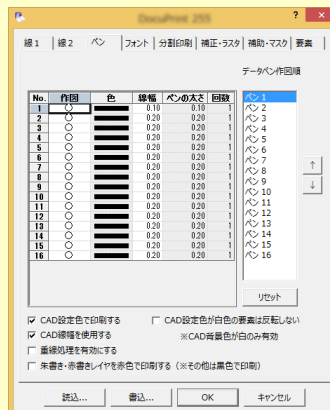 DocuPrint 255
? ×
線1 線2 ペン フォント 分割印刷 補正・ラスタ 補助・マスク 要素
データペン作図順
No. 作図 色 線幅 ペンの太さ 回数
1 ○ 0.10 0.10 1
2 ○ 0.20 0.20 1
3 ○ 0.20 0.20 1
4 ○ 0.20 0.20 1
5 ○ 0.20 0.20 1
6 ○ 0.20 0.20 1
7 ○ 0.20 0.20 1
8 ○ 0.20 0.20 1
9 ○ 0.20 0.20 1
10 ○ 0.20 0.20 1
11 ○ 0.20 0.20 1
12 ○ 0.20 0.20 1
13 ○ 0.20 0.20 1
14 ○ 0.20 0.20 1
15 ○ 0.20 0.20 1
16 ○ 0.20 0.20 1
ペン 1
ペン 2
ペン 3
ペン 4
ペン 5
ペン 6
ペン 7
ペン 8
ペン 9
ペン 10
ペン 11
ペン 12
ペン 13
ペン 14
ペン 15
ペン 16
↑
↓
リセット
CAD設定色で印刷する CAD設定色が白色の要素は反転しない
CAD線幅を使用する ※CAD背景色が白のみ有効
重線処理を有効にする
朱書き・赤書きレイヤを赤色で印刷する（※その他は黒色で印刷）
読込... 書込... OK キャンセル